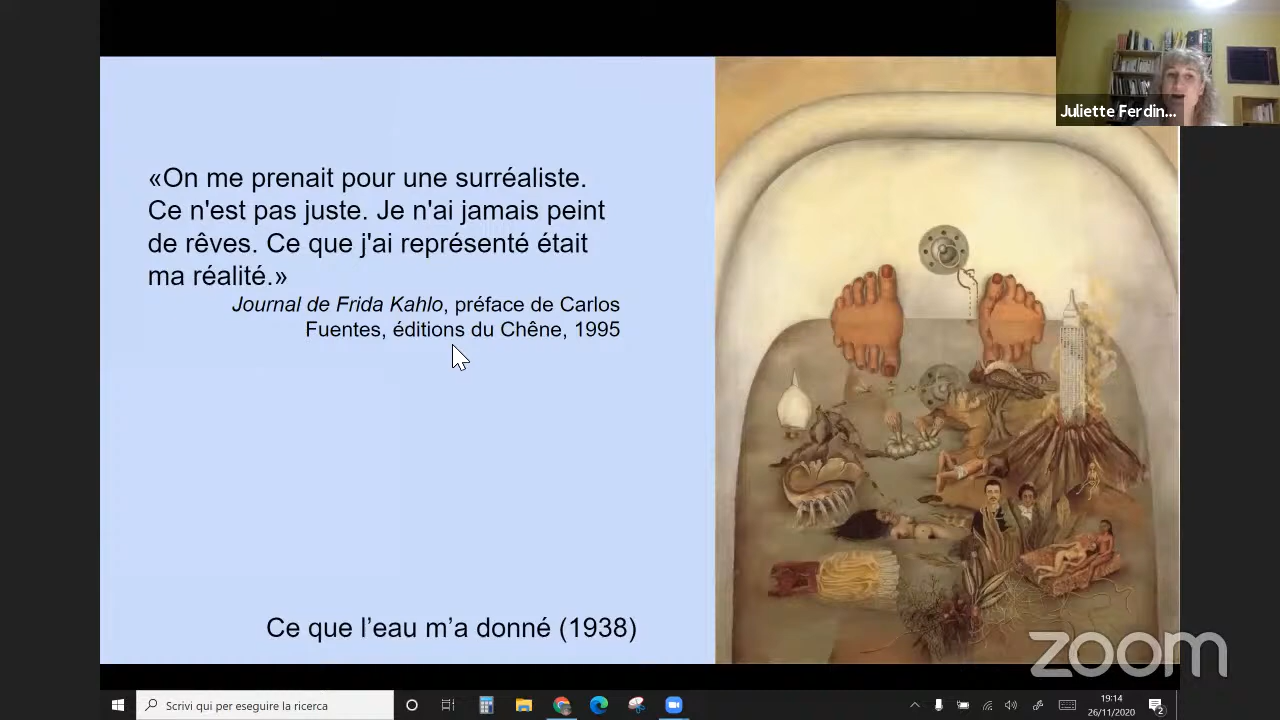 Juliette Ferdin...
«On me prenait pour une surréaliste.
Ce n'est pas juste. Je n'ai jamais peint
de rêves. Ce que j'ai représenté était
ma réalité.»
Journal de Frida Kahlo, préface de Carlos
Fuentes, éditions du Chêne, 1995
Ce que l’eau m’a donné (1938)
zoom
Scrivi qui per eseguire la ricerca
19:14
26/11/2020
2